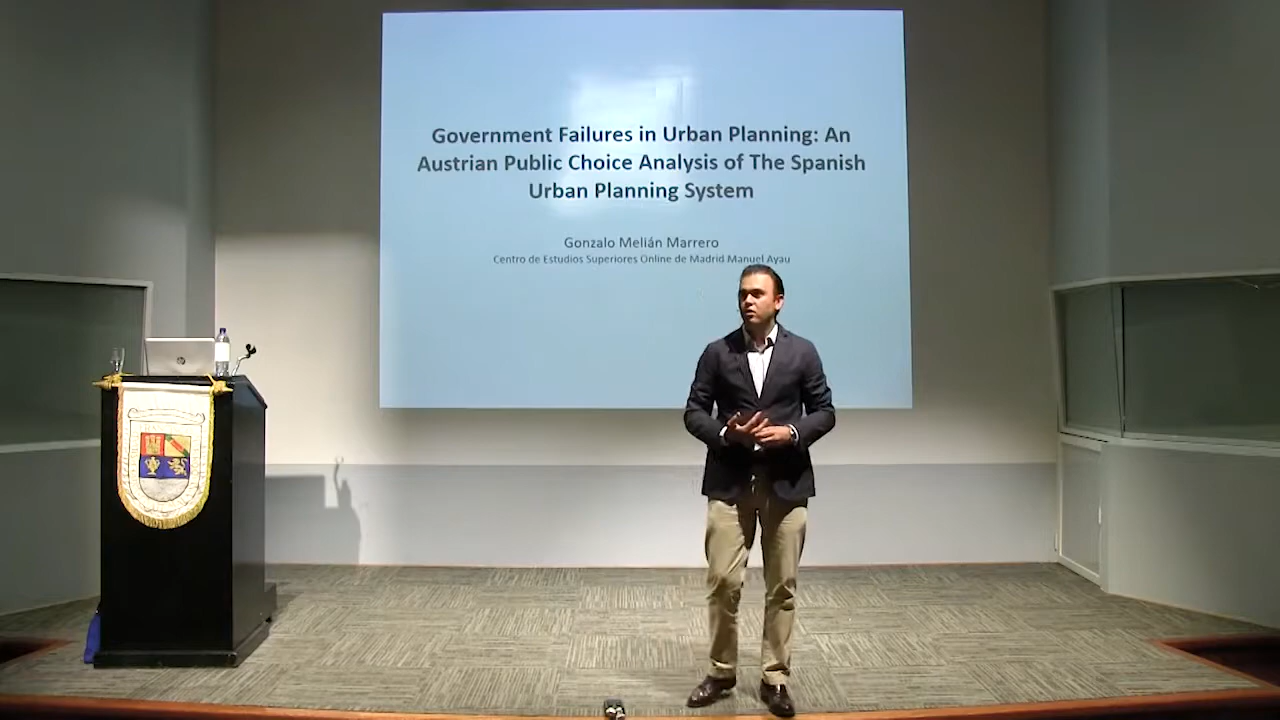 Government Failures in Urban Planning: An
Austrian Public Choice Analysis of The Spanish
Urban Planning System
Gonzalo Melián Marrero
Centro de Estudios Superiores Online de Madrid Manuel Ayau
hp